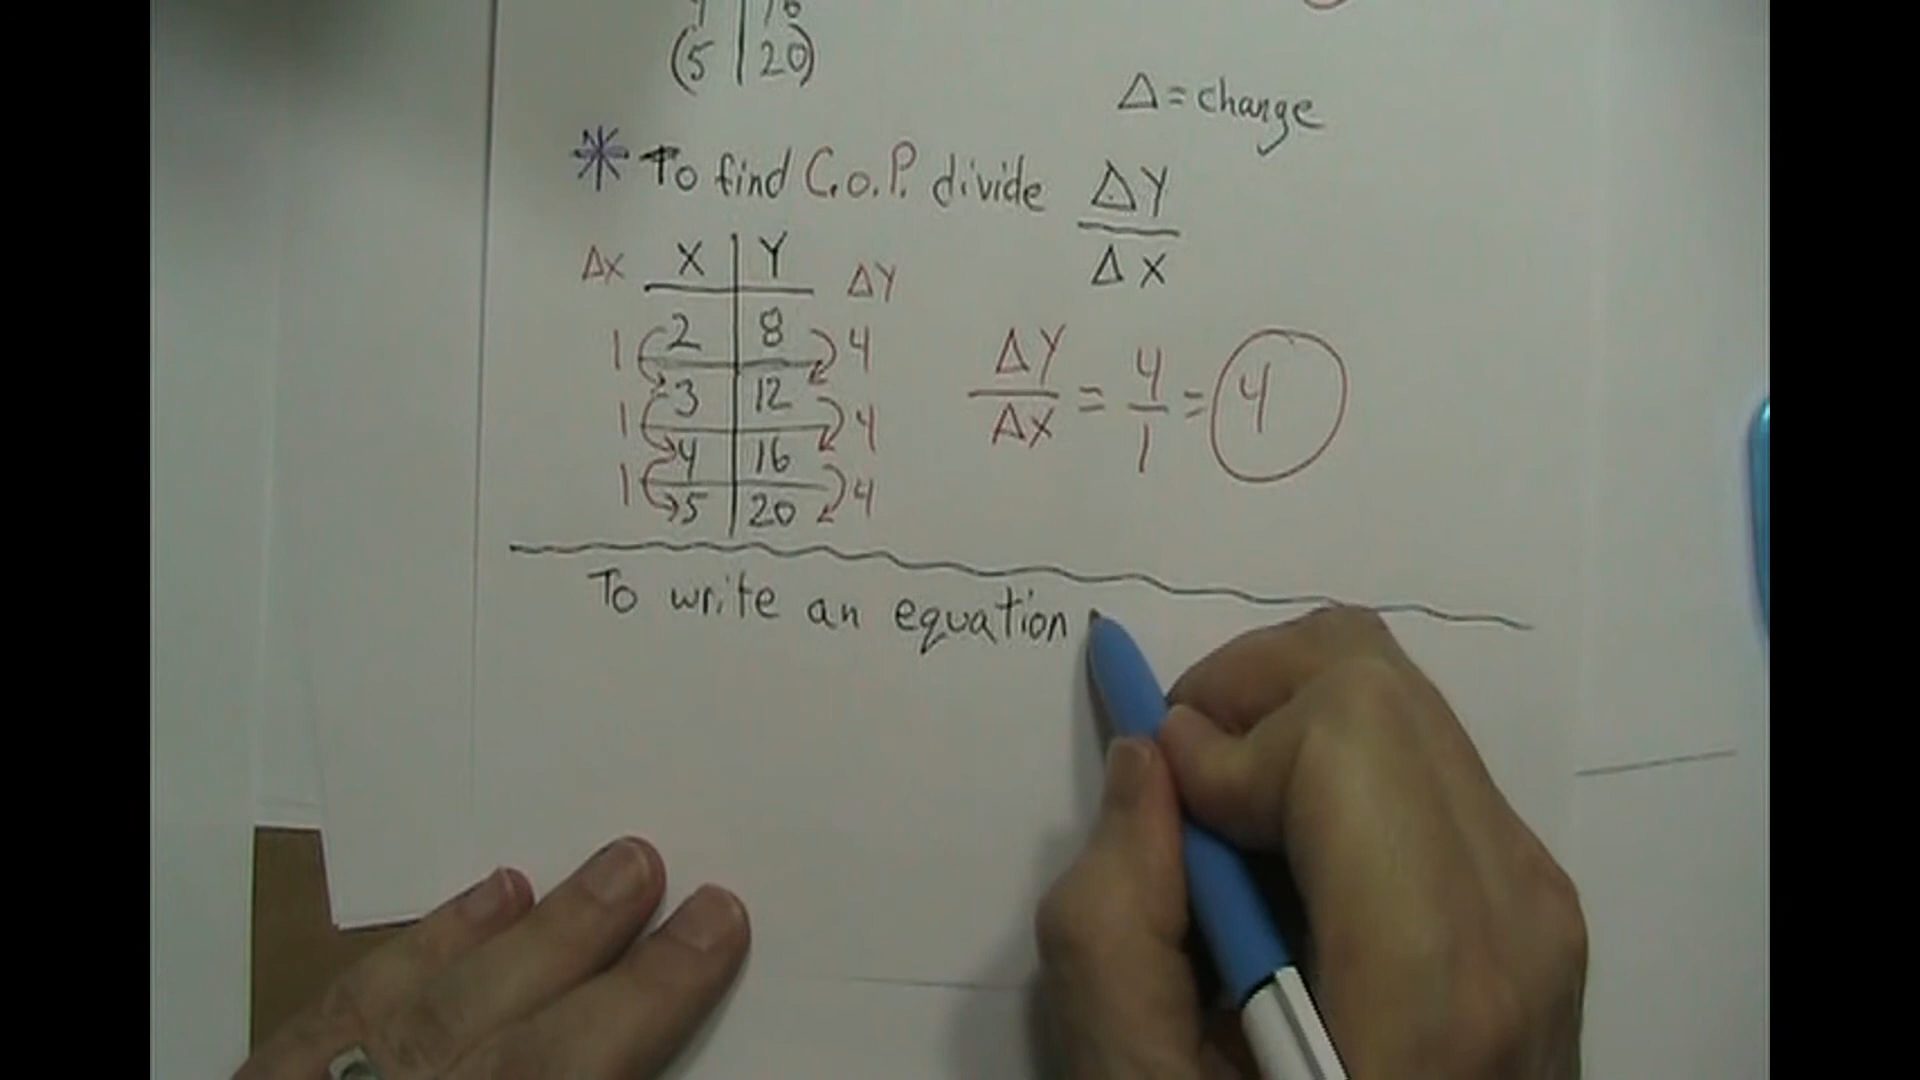 4 | 16
(5 | 20)
Δ = change
* To find C.o.P. divide ΔY
ΔX
ΔX X | Y ΔY
2 | 8
1 4
3 | 12
1 4
4 | 16
1 4
5 | 20
ΔY/ΔX = 4/1 = 4
To write an equation